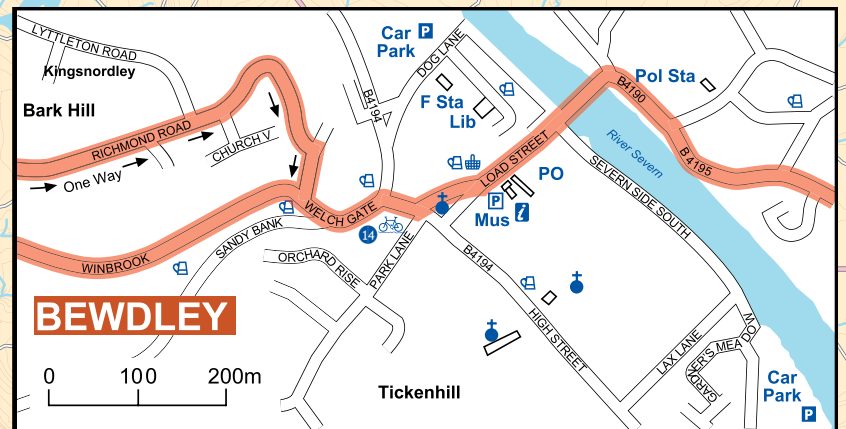 LYTTLETON ROAD
Kingsnordley
Bark Hill
RICHMOND ROAD
CHURCH V
One Way
WINBROOK
WELCH GATE
SANDY BANK
ORCHARD RISE
PARK LANE
14
B4194
Car
Park
P
DOG LANE
F Sta
Lib
LOAD STREET
PO
P
Mus
i
B4194
HIGH STREET
Pol Sta
B4190
B 4195
River Severn
SEVERN SIDE SOUTH
LAX LANE
GARDNER'S MEADOW
Car
Park
P
Tickenhill
BEWDLEY
0 100 200m